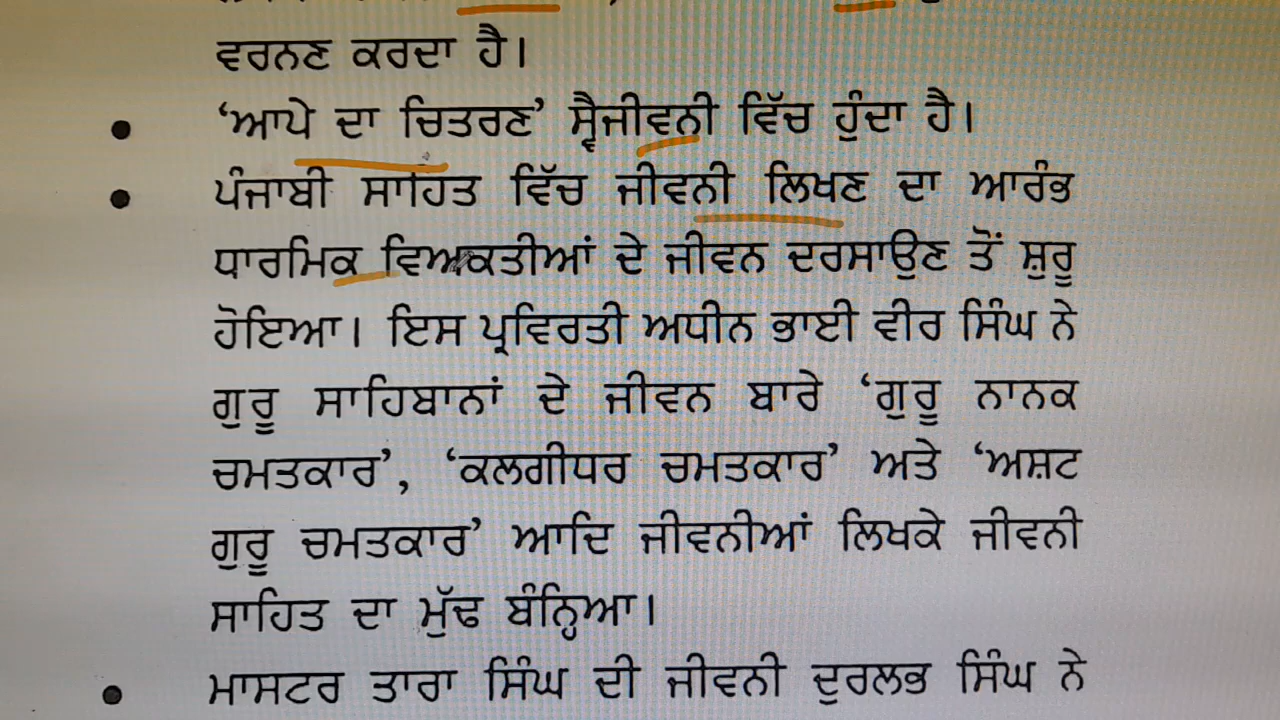 ਵਰਨਣ ਕਰਦਾ ਹੈ।
• ‘ਆਪੇ ਦਾ ਚਿਤਰਣ’ ਸ੍ਵੈਜੀਵਨੀ ਵਿੱਚ ਹੁੰਦਾ ਹੈ।
• ਪੰਜਾਬੀ ਸਾਹਿਤ ਵਿੱਚ ਜੀਵਨੀ ਲਿਖਣ ਦਾ ਆਰੰਭ
ਧਾਰਮਿਕ ਵਿਅਕਤੀਆਂ ਦੇ ਜੀਵਨ ਦਰਸਾਉਣ ਤੋਂ ਸ਼ੁਰੂ
ਹੋਇਆ। ਇਸ ਪ੍ਰਵਿਰਤੀ ਅਧੀਨ ਭਾਈ ਵੀਰ ਸਿੰਘ ਨੇ
ਗੁਰੂ ਸਾਹਿਬਾਨਾਂ ਦੇ ਜੀਵਨ ਬਾਰੇ ‘ਗੁਰੂ ਨਾਨਕ
ਚਮਤਕਾਰ’, ‘ਕਲਗੀਧਰ ਚਮਤਕਾਰ’ ਅਤੇ ‘ਅਸ਼ਟ
ਗੁਰੂ ਚਮਤਕਾਰ’ ਆਦਿ ਜੀਵਨੀਆਂ ਲਿਖਕੇ ਜੀਵਨੀ
ਸਾਹਿਤ ਦਾ ਮੁੱਢ ਬੰਨ੍ਹਿਆ।
• ਮਾਸਟਰ ਤਾਰਾ ਸਿੰਘ ਦੀ ਜੀਵਨੀ ਦੁਰਲਭ ਸਿੰਘ ਨੇ